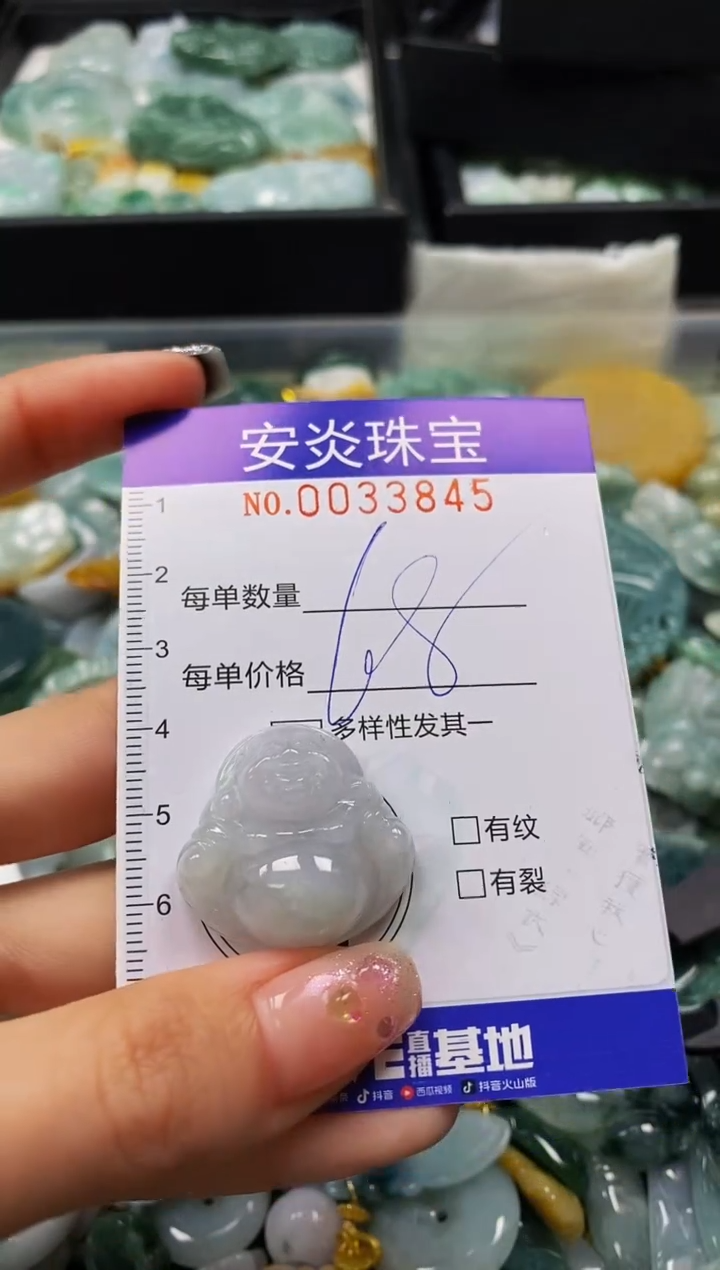 安炎珠宝
NO.0033845
1
2
每单数量
68
3
每单价格
4
多样性发其一
5
□有纹
□有裂
6
直播基地
抖音 西瓜视频 抖音火山版